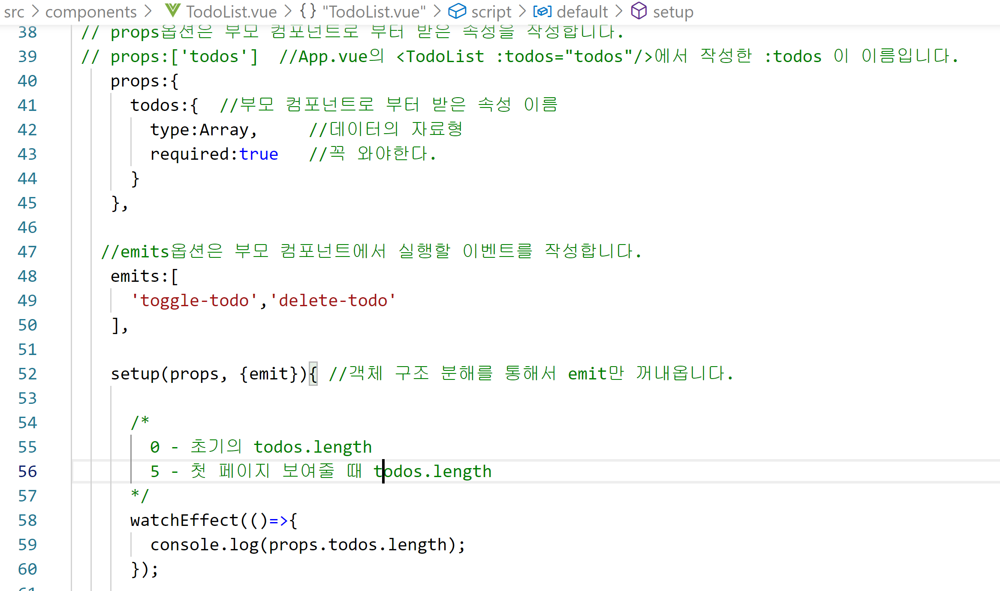 src > components > TodoList.vue > {} "TodoList.vue" > script > default > setup
38 // props옵션은 부모 컴포넌트로 부터 받은 속성을 작성합니다.
39 // props:['todos']  //App.vue의 <TodoList :todos="todos"/>에서 작성한 :todos 이 이름입니다.
40 props:{
41 todos:{  //부모 컴포넌트로 부터 받은 속성 이름
42 type:Array,     //데이터의 자료형
43 required:true   //꼭 와야한다.
44 }
45 },
46
47 //emits옵션은 부모 컴포넌트에서 실행할 이벤트를 작성합니다.
48 emits:[
49 'toggle-todo','delete-todo'
50 ],
51
52 setup(props, {emit}){ //객체 구조 분해를 통해서 emit만 꺼내옵니다.
53
54 /*
55 0 - 초기의 todos.length
56 5 - 첫 페이지 보여줄 때 todos.length
57 */
58 watchEffect(()=>{
59 console.log(props.todos.length);
60 });
61